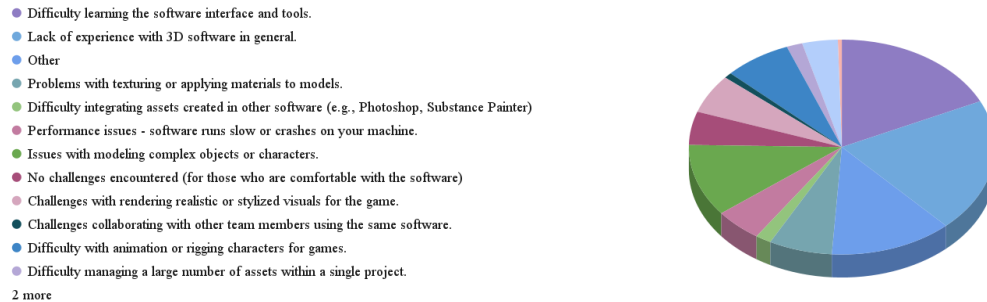 Difficulty learning the software interface and tools.
Lack of experience with 3D software in general.
Other
Problems with texturing or applying materials to models.
Difficulty integrating assets created in other software (e.g., Photoshop, Substance Painter)
Performance issues - software runs slow or crashes on your machine.
Issues with modeling complex objects or characters.
No challenges encountered (for those who are comfortable with the software)
Challenges with rendering realistic or stylized visuals for the game.
Challenges collaborating with other team members using the same software.
Difficulty with animation or rigging characters for games.
Difficulty managing a large number of assets within a single project.
2 more